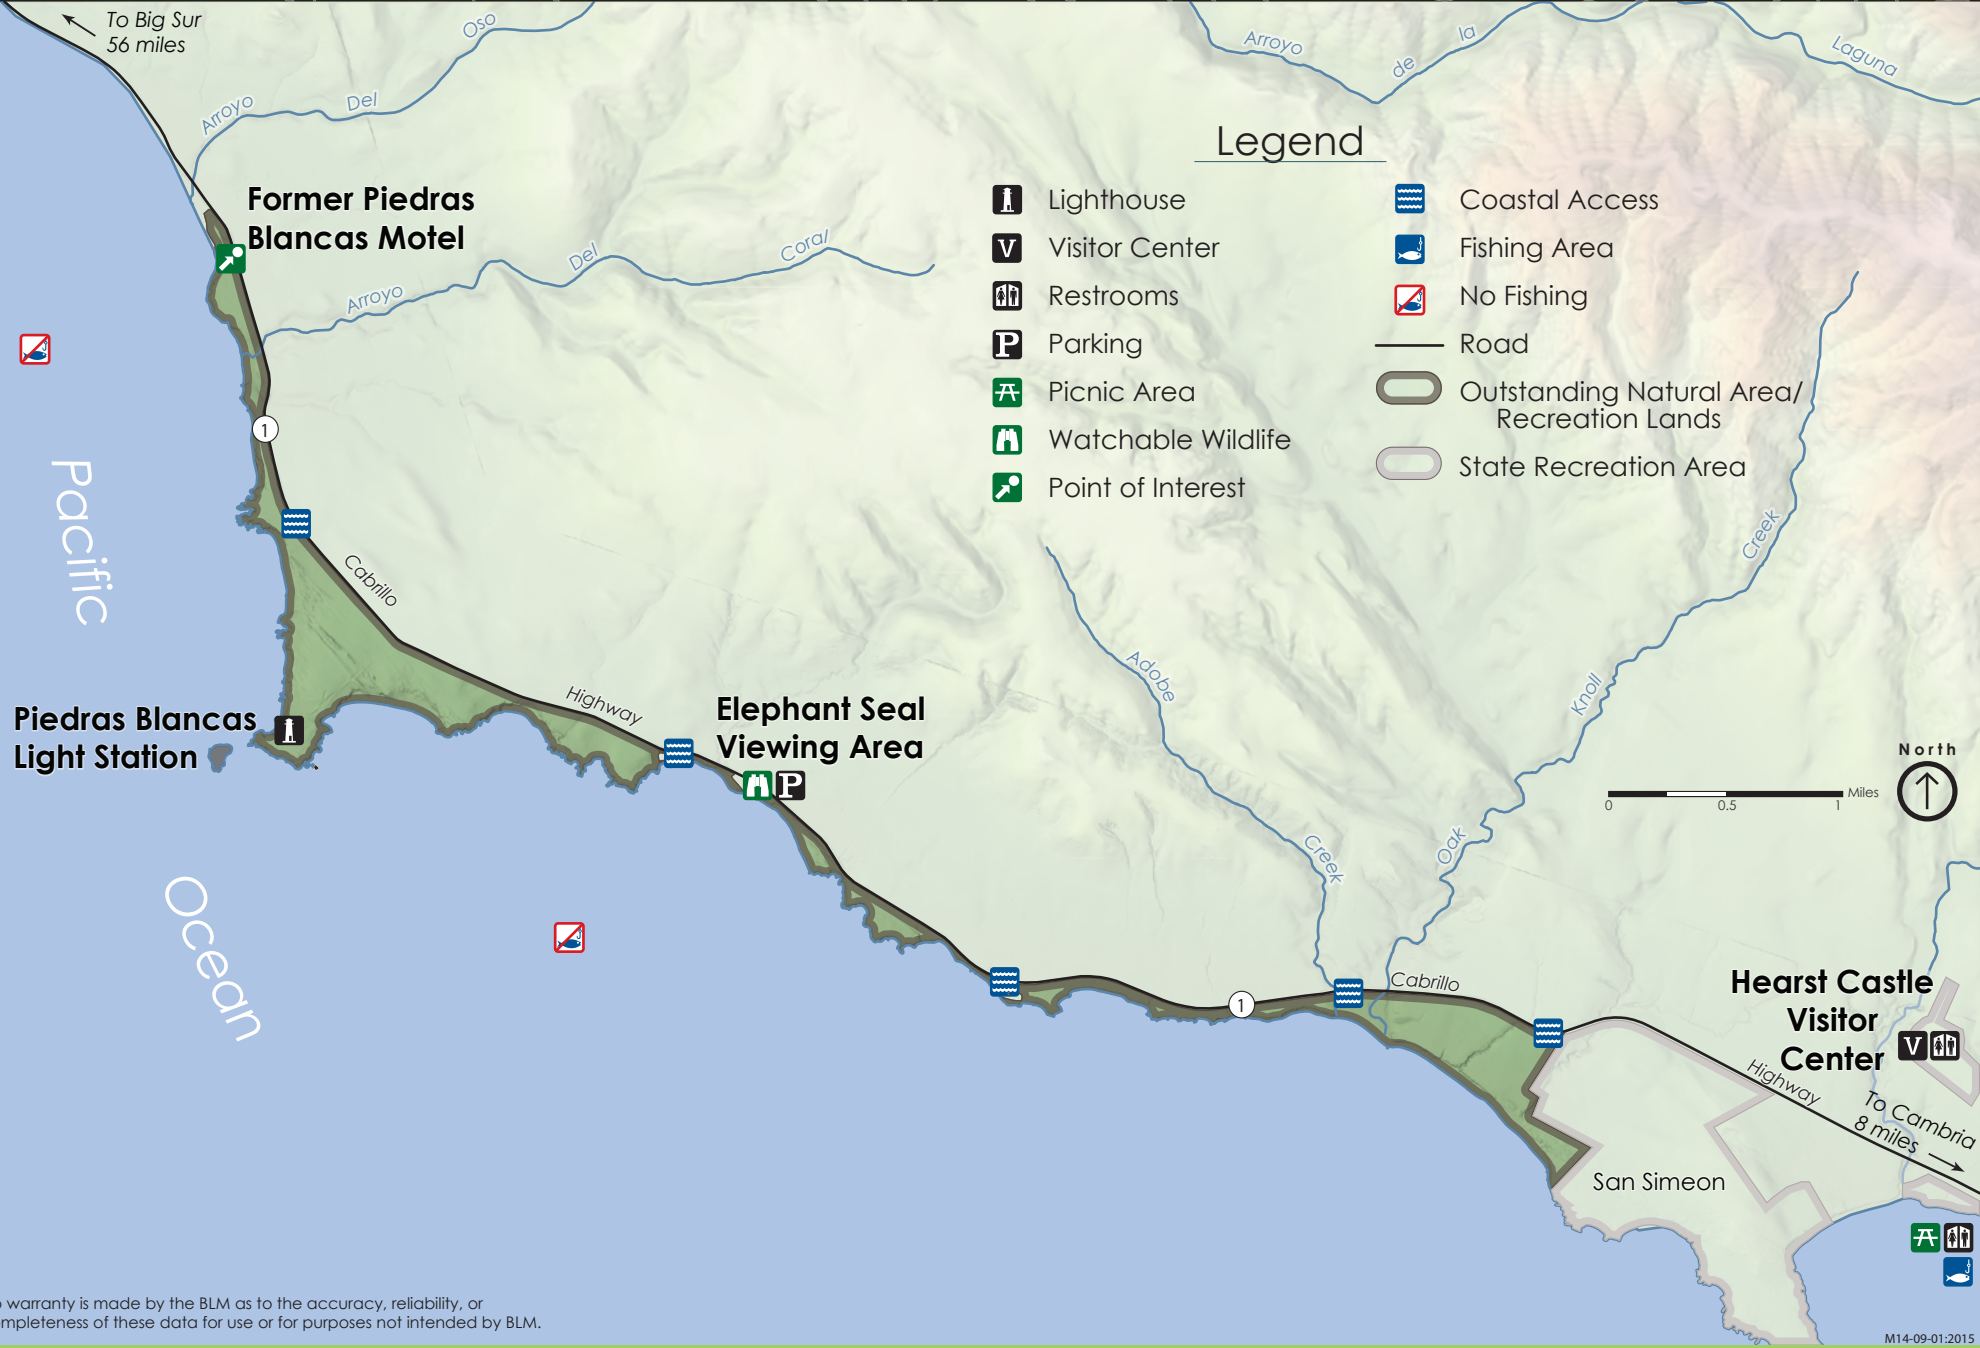 To Big Sur
56 miles
Arroyo Del Oso
Arroyo de la Laguna
Former Piedras
Blancas Motel
Arroyo Del Coral
Legend
Lighthouse
V Visitor Center
Restrooms
P Parking
Picnic Area
Watchable Wildlife
Point of Interest
Coastal Access
Fishing Area
No Fishing
Road
Outstanding Natural Area/
Recreation Lands
State Recreation Area
1
Pacific
Ocean
Cabrillo
Highway
Piedras Blancas
Light Station
Elephant Seal
Viewing Area
P
Adobe
Creek
Oak
Knoll
Creek
North
0 0.5 1 Miles
1
Cabrillo
Highway
Hearst Castle
Visitor
Center
V
To Cambria
8 miles
San Simeon
warranty is made by the BLM as to the accuracy, reliability, or
mpleteness of these data for use or for purposes not intended by BLM.
M14-09-01:2015